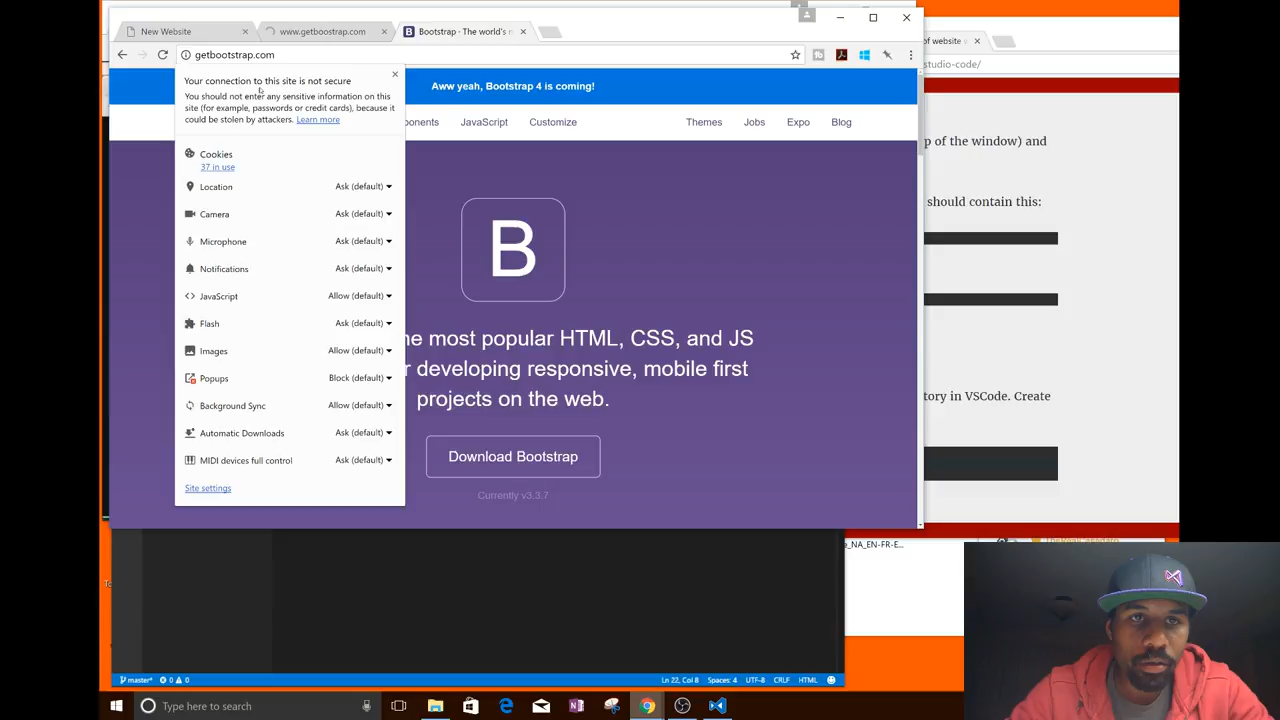 New Website
www.getboostrap.com
Bootstrap · The world's m
of website v
getbootstrap.com
studio-code/
Your connection to this site is not secure
You should not enter any sensitive information on this
site (for example, passwords or credit cards), because it
could be stolen by attackers. Learn more
Aww yeah, Bootstrap 4 is coming!
onents
JavaScript
Customize
Themes
Jobs
Expo
Blog
p of the window) and
Cookies
37 in use
Location
Ask (default)
should contain this:
Camera
Ask (default)
Microphone
Ask (default)
Notifications
Ask (default)
JavaScript
Allow (default)
Flash
Ask (default)
Images
Allow (default)
Popups
Block (default)
Background Sync
Allow (default)
Automatic Downloads
Ask (default)
MIDI devices full control
Ask (default)
Site settings
B
he most popular HTML, CSS, and JS
r developing responsive, mobile first
projects on the web.
tory in VSCode. Create
Download Bootstrap
Currently v3.3.7
e_NA_EN-FR-E...
master*
0
0
Ln 22, Col 8
Spaces: 4
UTF-8
CRLF
HTML
Type here to search